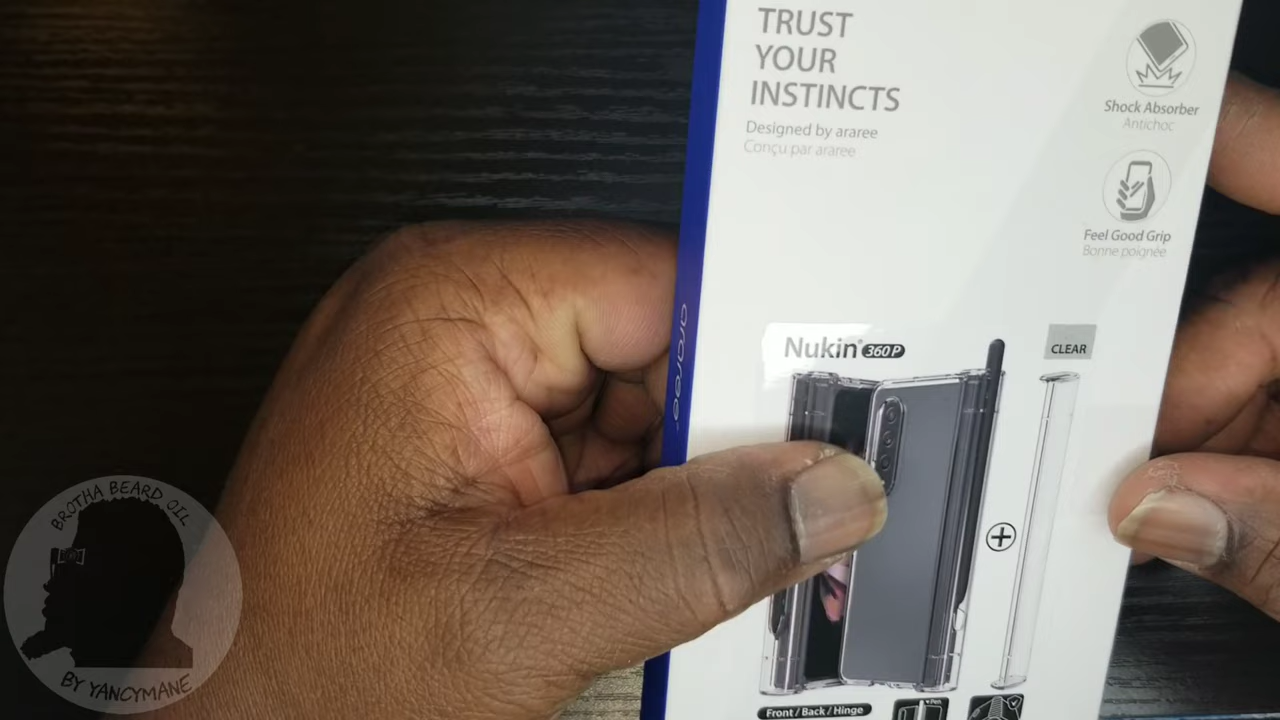 TRUST
YOUR
INSTINCTS
Designed by araree
Conçu par araree
Shock Absorber
Antichoc
Feel Good Grip
Bonne poignée
araree
Nukin® 360 P
CLEAR
Front / Back / Hinge
Pen
BROTHA BEARD OIL
BY YANCYMANE